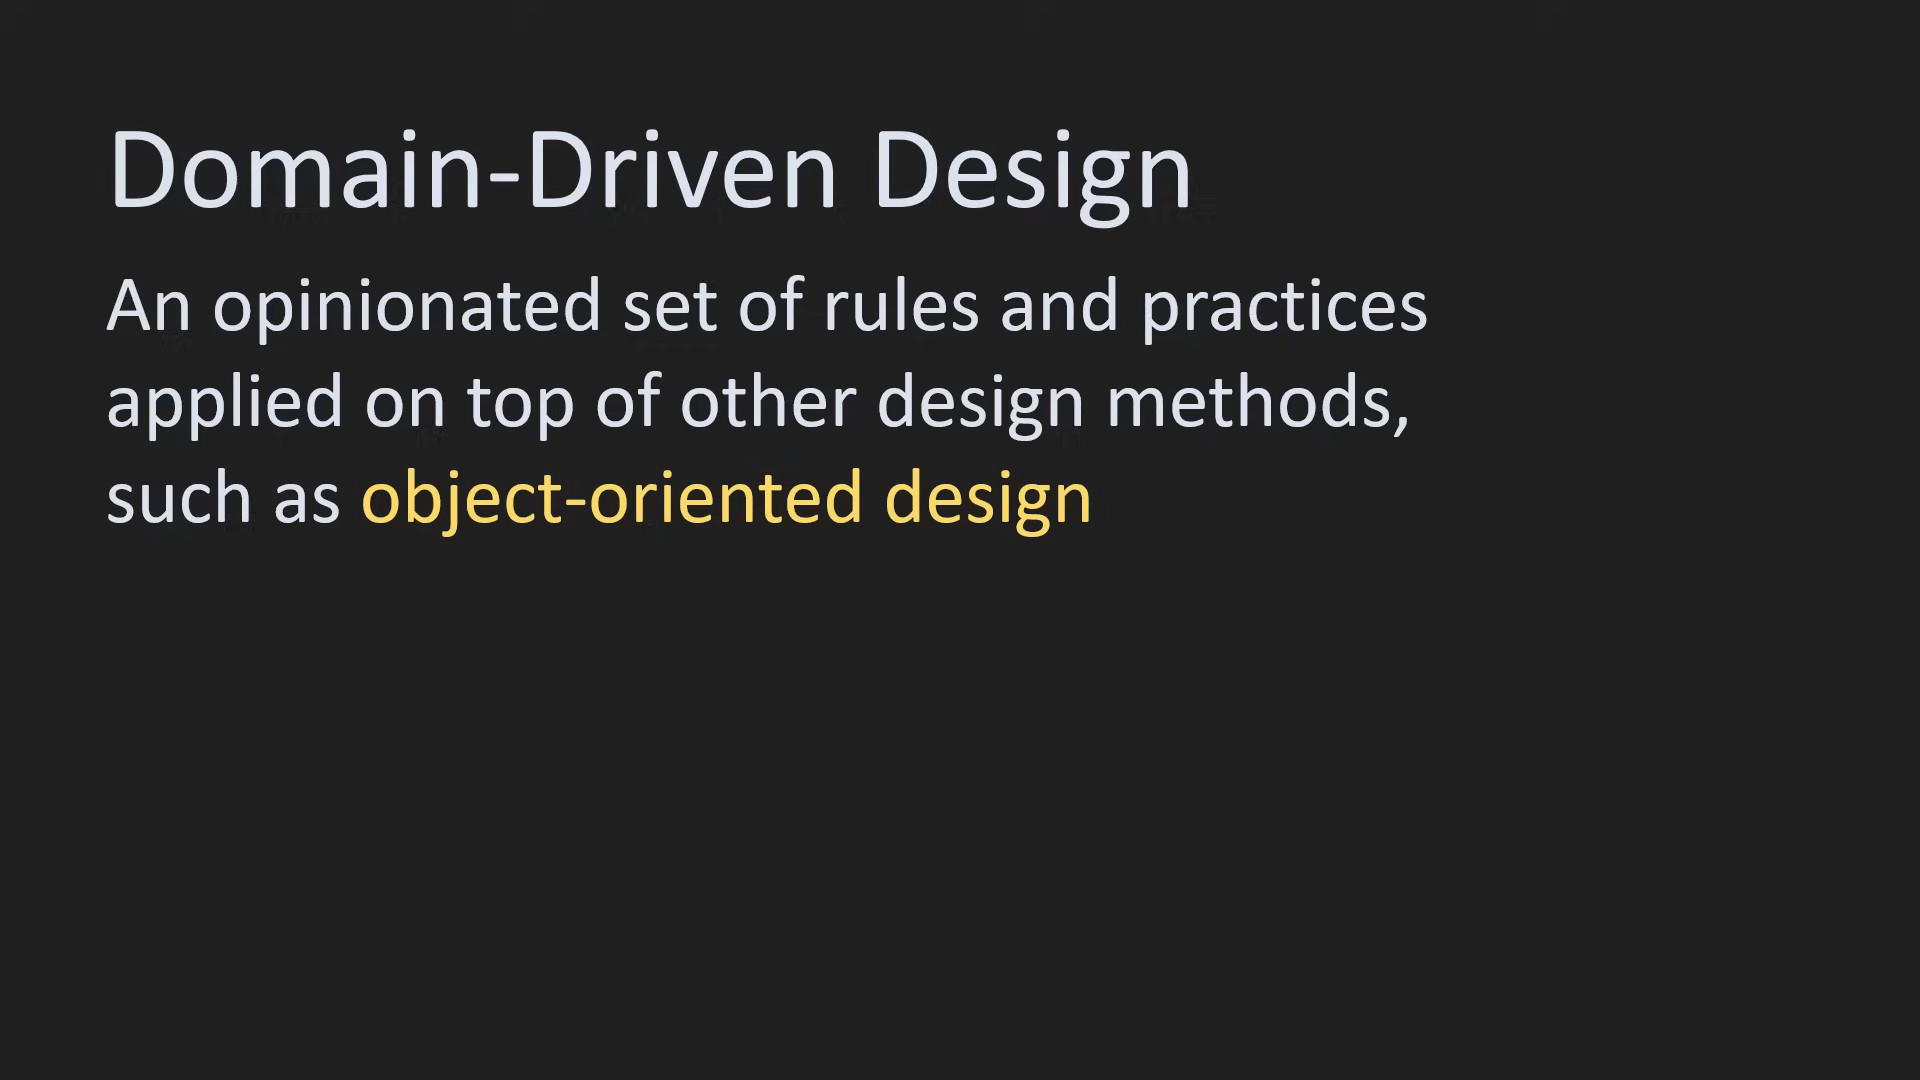 Domain-Driven Design
An opinionated set of rules and practices
applied on top of other design methods,
such as object-oriented design